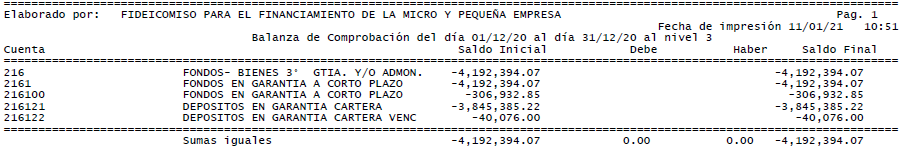 Elaborado por: FIDEICOMISO PARA EL FINANCIAMIENTO DE LA MICRO Y PEQUEÑA EMPRESA Pag. 1
Fecha de impresión 11/01/21 10:51
Balanza de Comprobación del día 01/12/20 al día 31/12/20 al nivel 3
Cuenta Saldo Inicial Debe Haber Saldo Final
216 FONDOS- BIENES 3' GTIA. Y/O ADMON. -4,192,394.07 -4,192,394.07
2161 FONDOS EN GARANTIA A CORTO PLAZO -4,192,394.07 -4,192,394.07
216100 FONDOS EN GARANTIA A CORTO PLAZO -306,932.85 -306,932.85
216121 DEPOSITOS EN GARANTIA CARTERA -3,845,385.22 -3,845,385.22
216122 DEPOSITOS EN GARANTIA CARTERA VENC -40,076.00 -40,076.00
Sumas iguales -4,192,394.07 0.00 0.00 -4,192,394.07